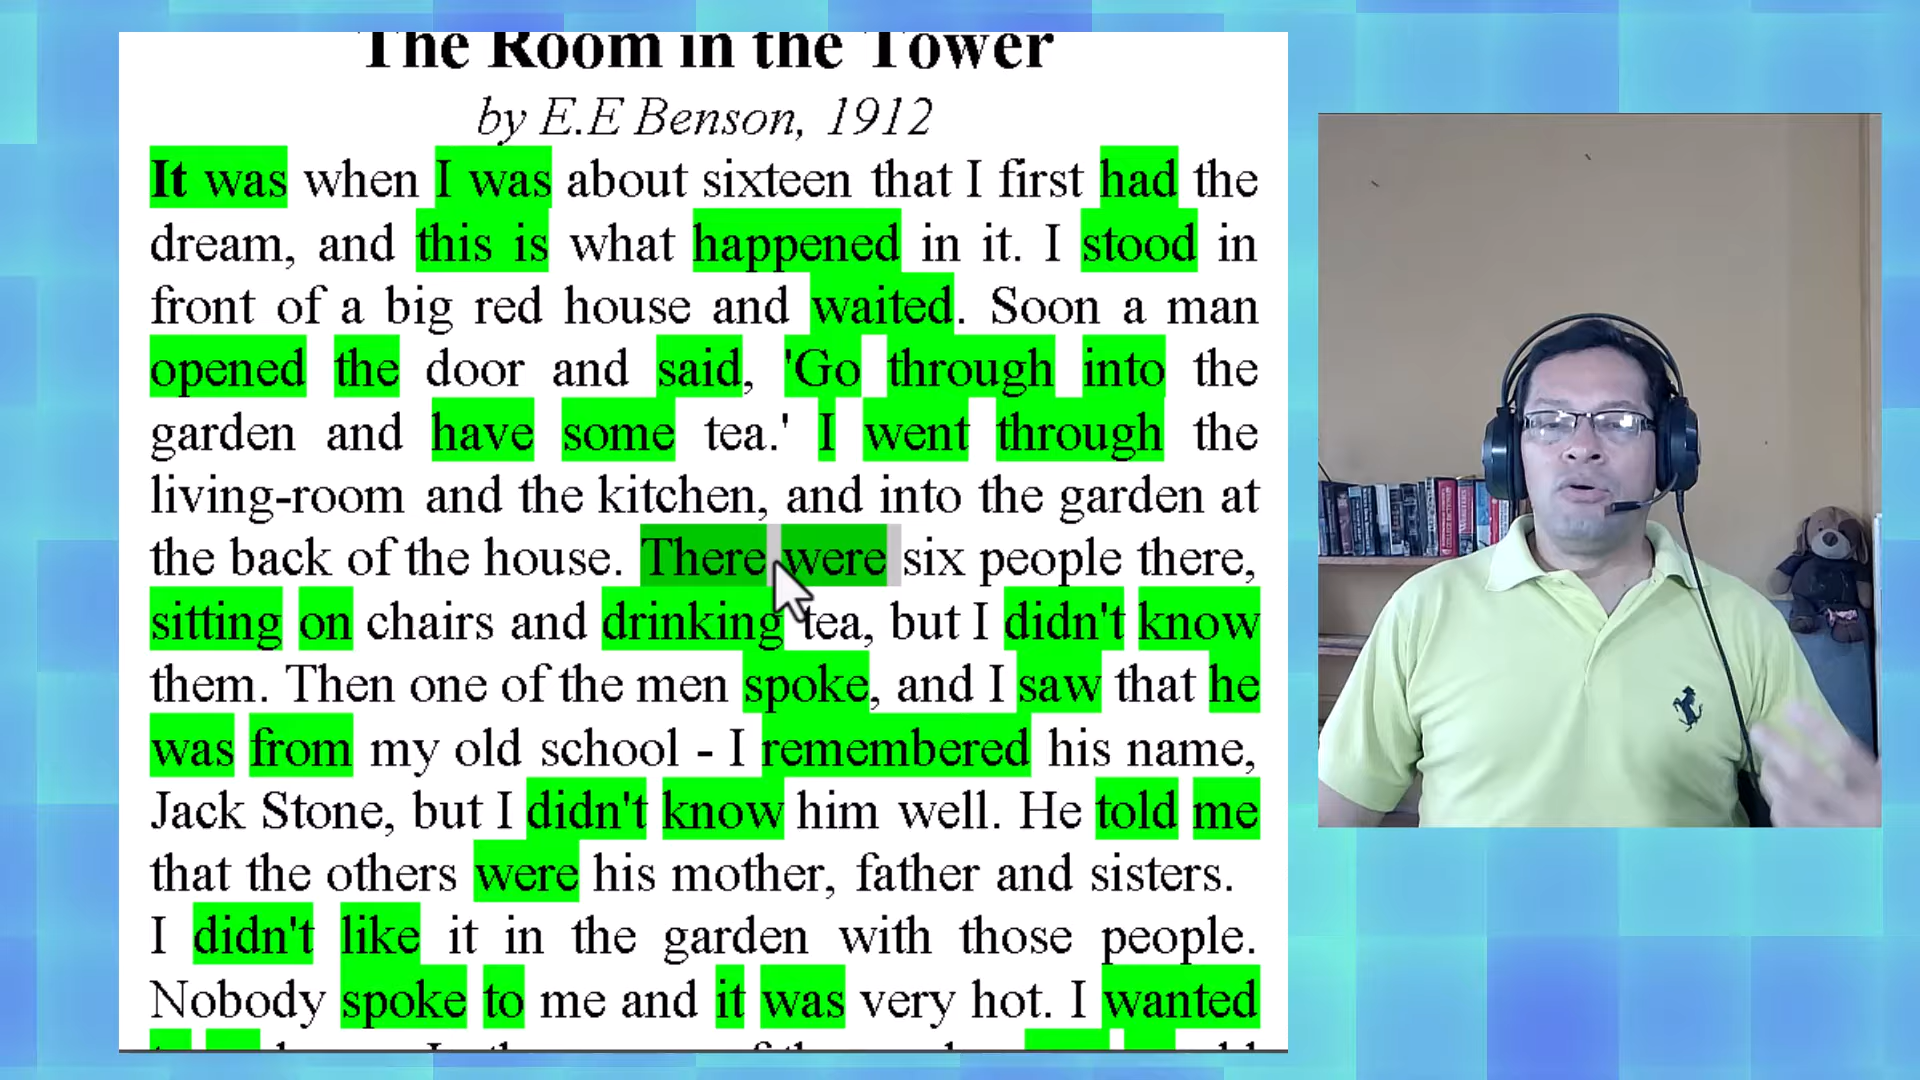 The Room in the Tower
by E.E Benson, 1912
It was when I was about sixteen that I first had the
dream, and this is what happened in it. I stood in
front of a big red house and waited. Soon a man
opened the door and said, 'Go through into the
garden and have some tea.' I went through the
living-room and the kitchen, and into the garden at
the back of the house. There were six people there,
sitting on chairs and drinking tea, but I didn't know
them. Then one of the men spoke, and I saw that he
was from my old school - I remembered his name,
Jack Stone, but I didn't know him well. He told me
that the others were his mother, father and sisters.
I didn't like it in the garden with those people.
Nobody spoke to me and it was very hot. I wanted